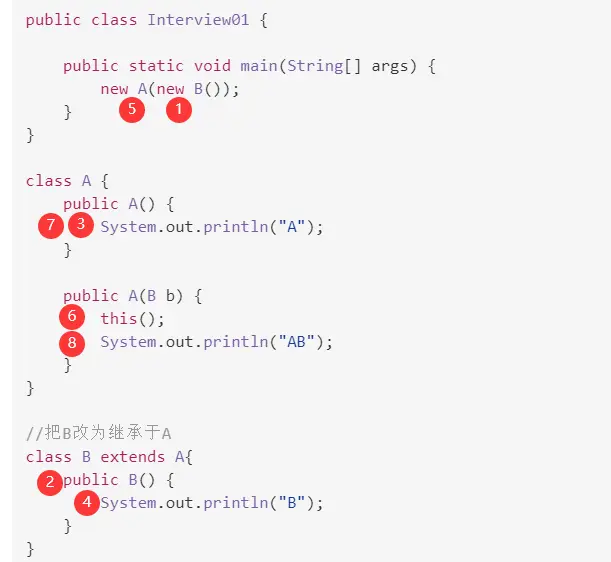 public class Interview01 {
public static void main(String[] args) {
new A(new B());
5 1
}
}
class A {
public A() {
7 3 System.out.println("A");
}
public A(B b) {
6 this();
8 System.out.println("AB");
}
}
//把B改为继承于A
class B extends A{
2 public B() {
4 System.out.println("B");
}
}